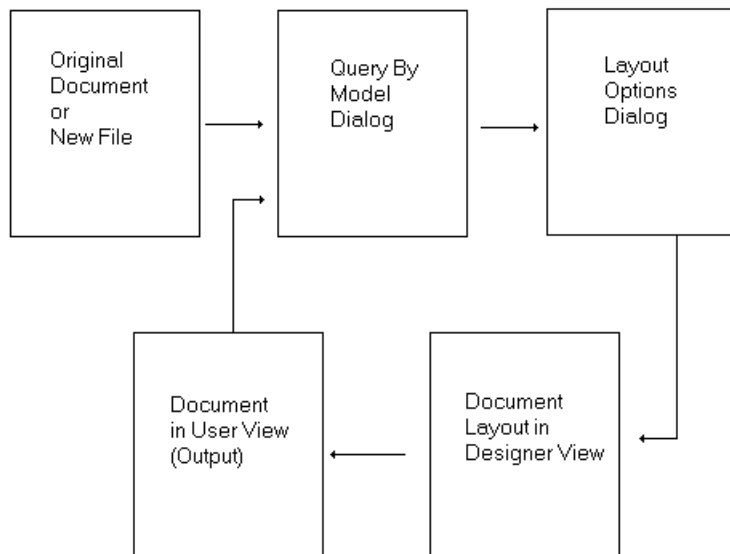 Original
Document
or
New File
Query By
Model
Dialog
Layout
Options
Dialog
Document
in User View
(Output)
Document
Layout in
Designer View